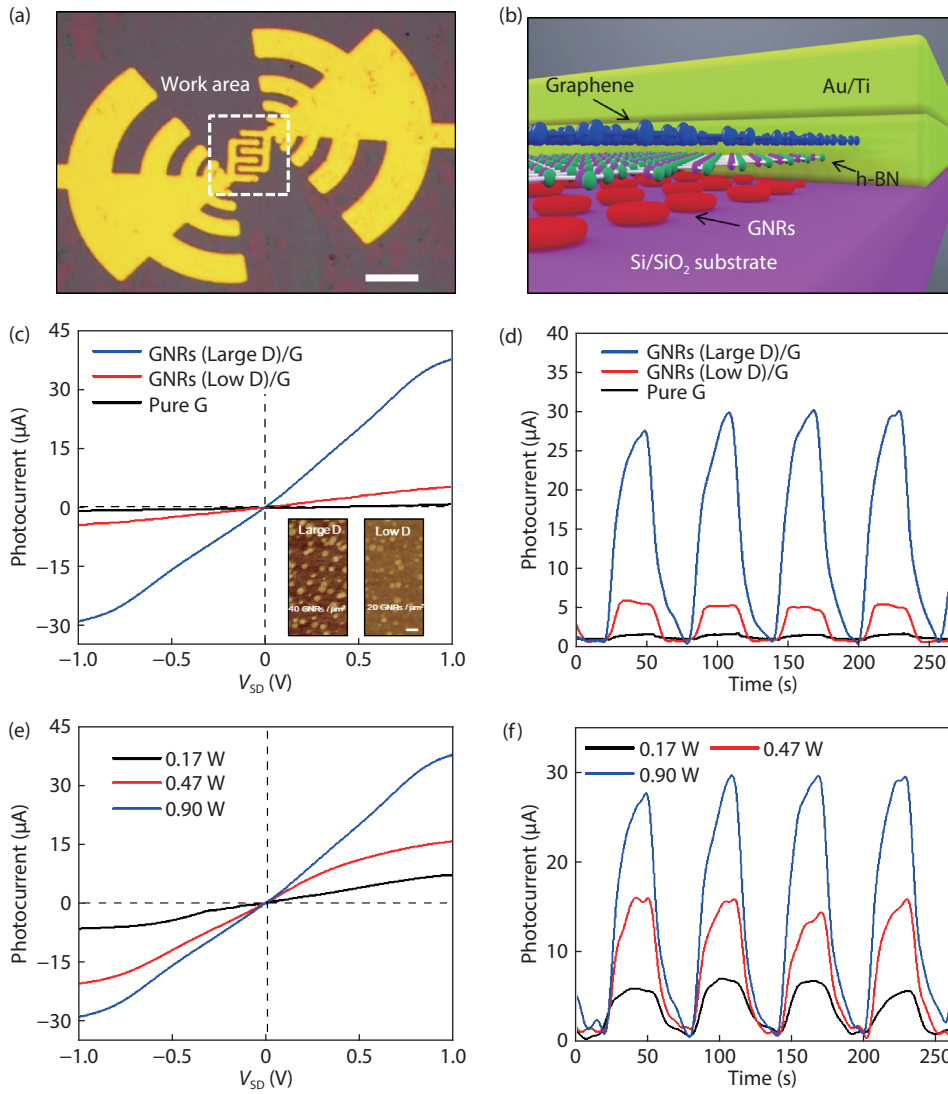 (a)
Work area
(b)
Graphene
Au/Ti
h-BN
GNRs
Si/SiO₂ substrate
(c)
45
30
15
0
−15
−30
Photocurrent (μA)
GNRs (Large D)/G
GNRs (Low D)/G
Pure G
Large D
40 GNRs / μm²
Low D
20 GNRs / μm²
−1.0
−0.5
0
0.5
1.0
V_SD (V)
(d)
40
35
30
25
20
15
10
5
0
Photocurrent (μA)
GNRs (Large D)/G
GNRs (Low D)/G
Pure G
0
50
100
150
200
250
Time (s)
(e)
45
30
15
0
−15
−30
Photocurrent (μA)
0.17 W
0.47 W
0.90 W
−1.0
−0.5
0
0.5
1.0
V_SD (V)
(f)
30
20
10
0
Photocurrent (μA)
0.17 W
0.47 W
0.90 W
0
50
100
150
200
Time (s)